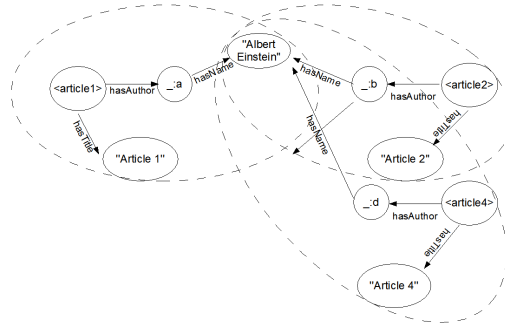 "Albert
Einstein"
<article1>
hasAuthor
_:a
hasName
hasTitle
"Article 1"
hasName
_:b
hasAuthor
<article2>
hasTitle
"Article 2"
hasName
_:d
hasAuthor
<article4>
hasTitle
"Article 4"